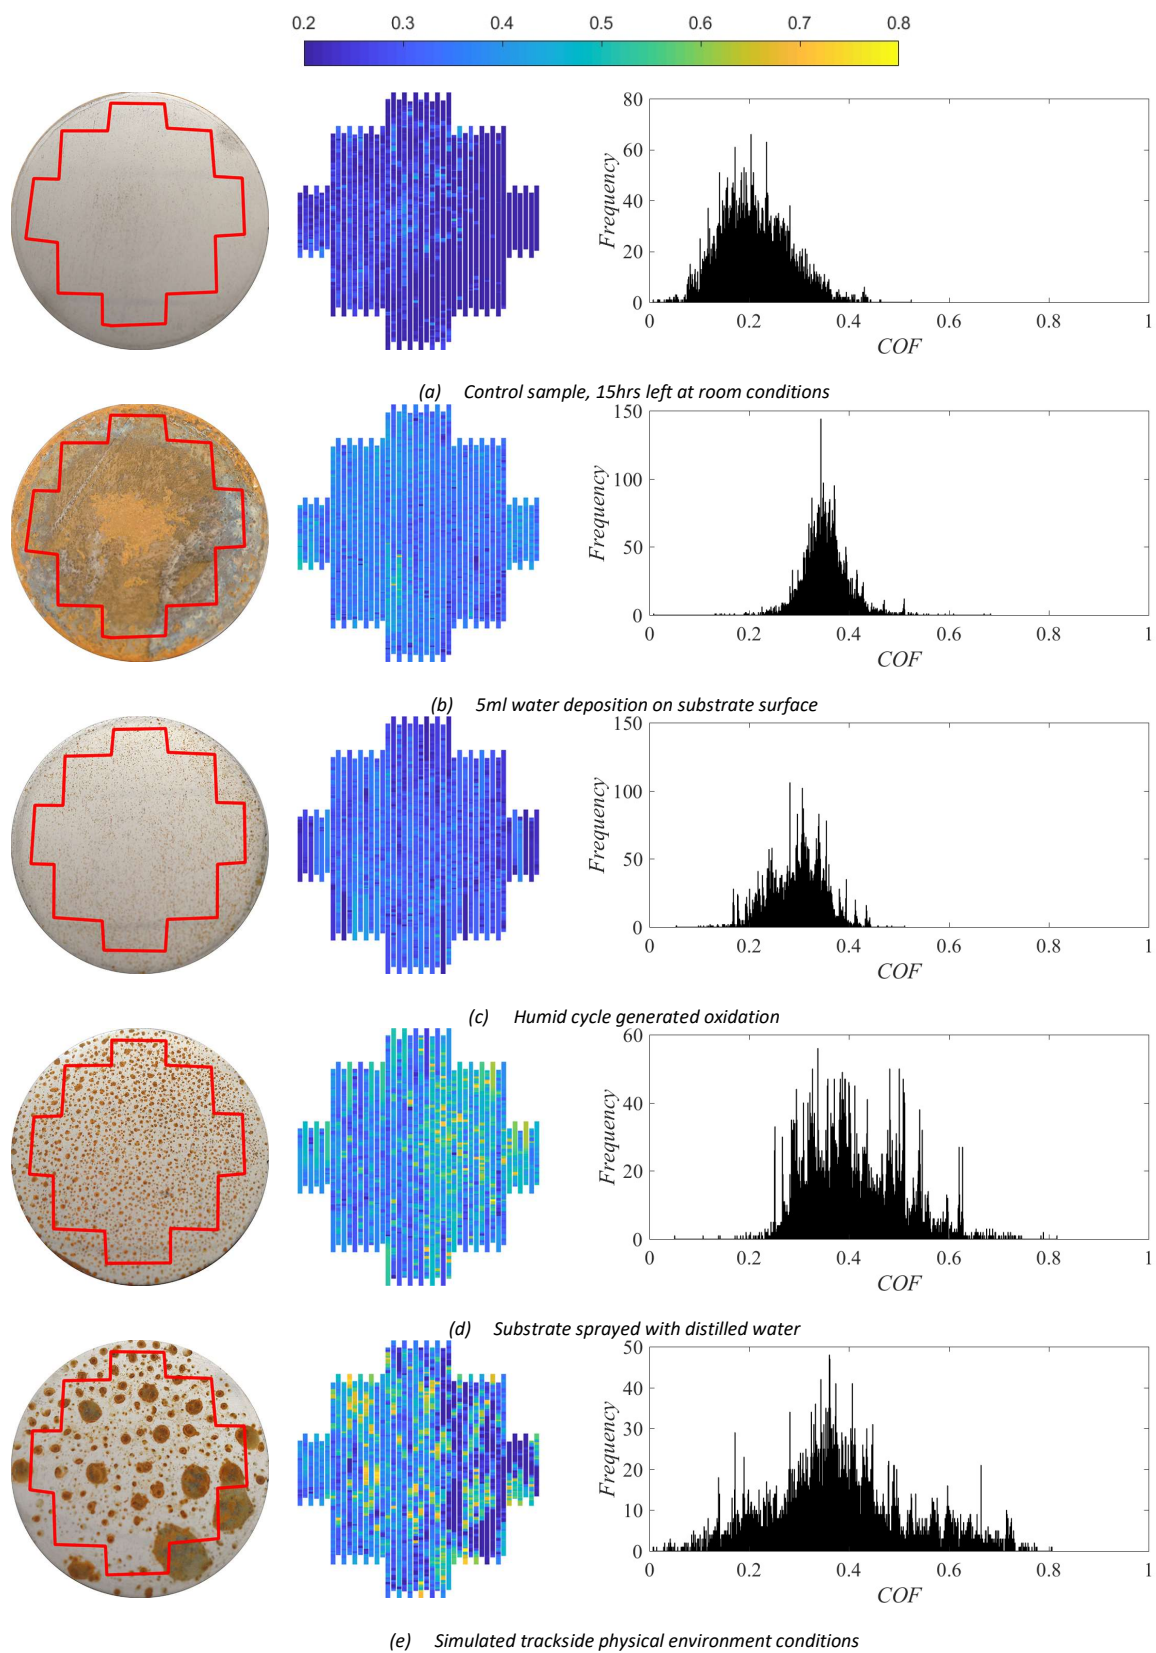 0.2 0.3 0.4 0.5 0.6 0.7 0.8
80
60
40
20
0
Frequency
0 0.2 0.4 0.6 0.8 1
COF
(a) Control sample, 15hrs left at room conditions
150
100
50
0
Frequency
0 0.2 0.4 0.6 0.8 1
COF
(b) 5ml water deposition on substrate surface
150
100
50
0
Frequency
0 0.2 0.4 0.6 0.8 1
COF
(c) Humid cycle generated oxidation
60
40
20
0
Frequency
0 0.2 0.4 0.6 0.8 1
COF
(d) Substrate sprayed with distilled water
50
40
30
20
10
0
Frequency
0 0.2 0.4 0.6 0.8 1
COF
(e) Simulated trackside physical environment conditions